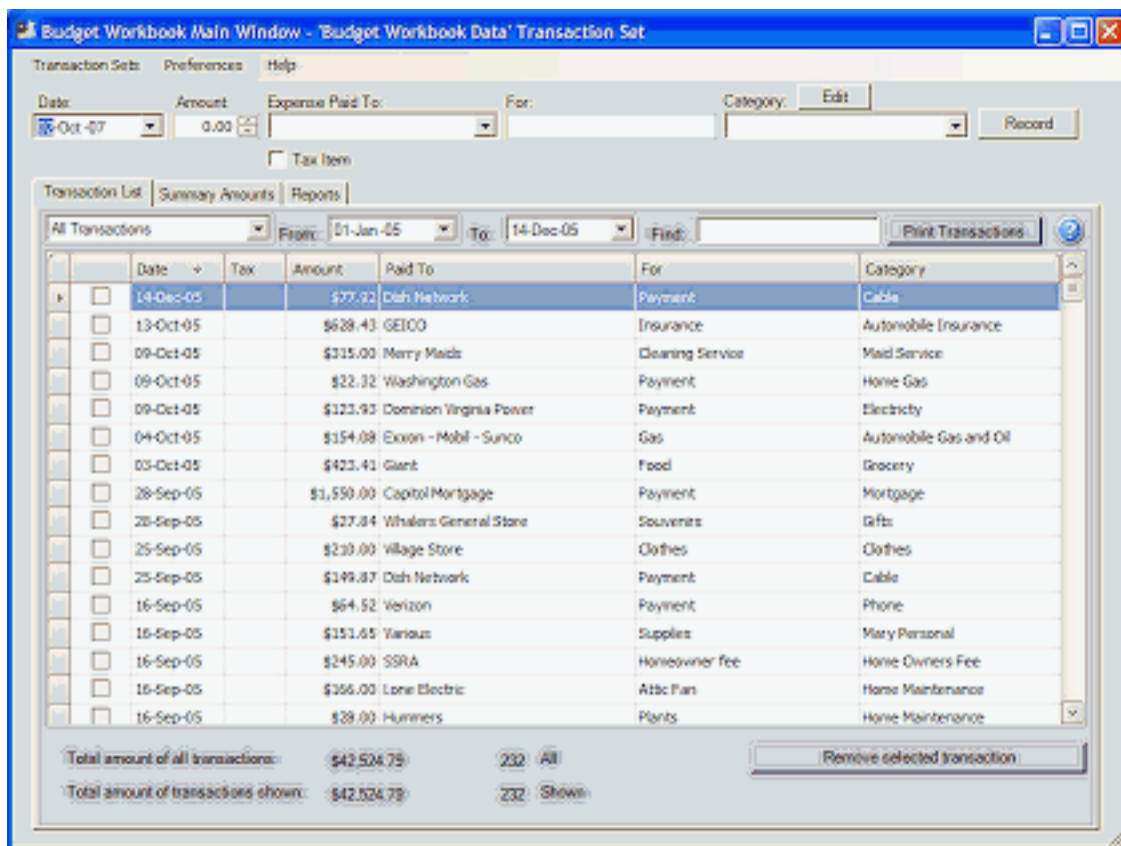 Budget Workbook Main Window - 'Budget Workbook Data' Transaction Set
Transaction Sets Preferences Help
Date: Amount Expense Paid To: For: Category: Edit
-Oct -07 0.00 Record
Tax Item
Transaction List Summary Amounts Reports
All Transactions From: 01-Jan -05 To: 14-Dec-05 Find: Print Transactions ?
Date Tax Amount Paid To For Category
14-Dec-05 $77.92 Dish Network Payment Cable
13-Oct-05 $628.43 GEICO Insurance Automobile Insurance
09-Oct-05 $315.00 Merry Maids Cleaning Service Maid Service
09-Oct-05 $22.32 Washington Gas Payment Home Gas
09-Oct-05 $123.93 Dominion Virginia Power Payment Electricty
04-Oct-05 $154.08 Exxon - Mobil - Sunco Gas Automobile Gas and Oil
03-Oct-05 $423.41 Giant Food Grocery
28-Sep-05 $1,550.00 Capitol Mortgage Payment Mortgage
28-Sep-05 $27.84 Whalers General Store Souvenirs Gifts
25-Sep-05 $210.00 Village Store Clothes Clothes
25-Sep-05 $149.87 Dish Network Payment Cable
16-Sep-05 $64.52 Verizon Payment Phone
16-Sep-05 $151.65 Various Supplies Mary Personal
16-Sep-05 $245.00 SSRA Homeowner fee Home Owners Fee
16-Sep-05 $166.00 Lone Electric Attic Fan Home Maintenance
16-Sep-05 $28.00 Hummers Plants Home Maintenance
Total amount of all transactions: $42,524.79 232 All Remove selected transaction
Total amount of transactions shown: $42,524.79 232 Shown